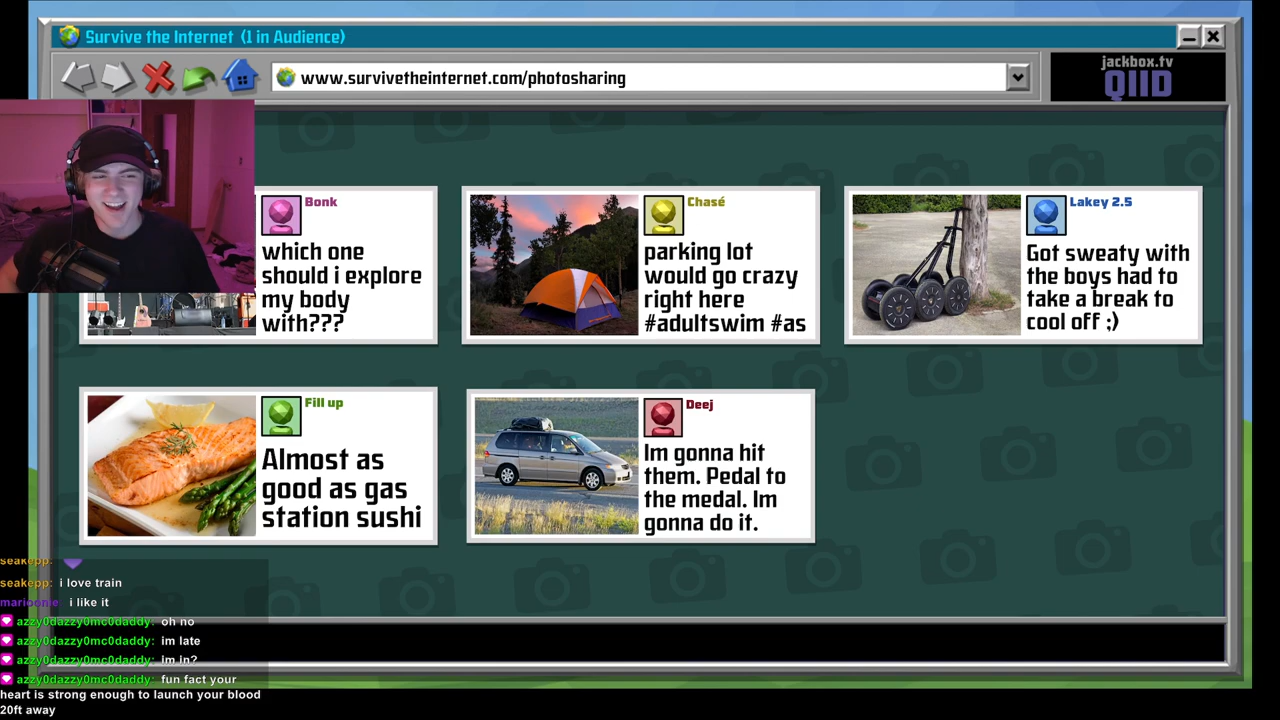 Survive the Internet (1 in Audience)
www.survivetheinternet.com/photosharing
jackbox.tv
QIID
Bonk
which one
should i explore
my body
with???
Chasé
parking lot
would go crazy
right here
#adultswim #as
Lakey 2.5
Got sweaty with
the boys had to
take a break to
cool off ;)
Fill up
Almost as
good as gas
station sushi
Deej
Im gonna hit
them. Pedal to
the medal. Im
gonna do it.
seakepp:
seakepp: i love train
i like it
azzy0dazzy0mc0daddy: oh no
azzy0dazzy0mc0daddy: im late
azzy0dazzy0mc0daddy: im in?
azzy0dazzy0mc0daddy: fun fact your
heart is strong enough to launch your blood
20ft away